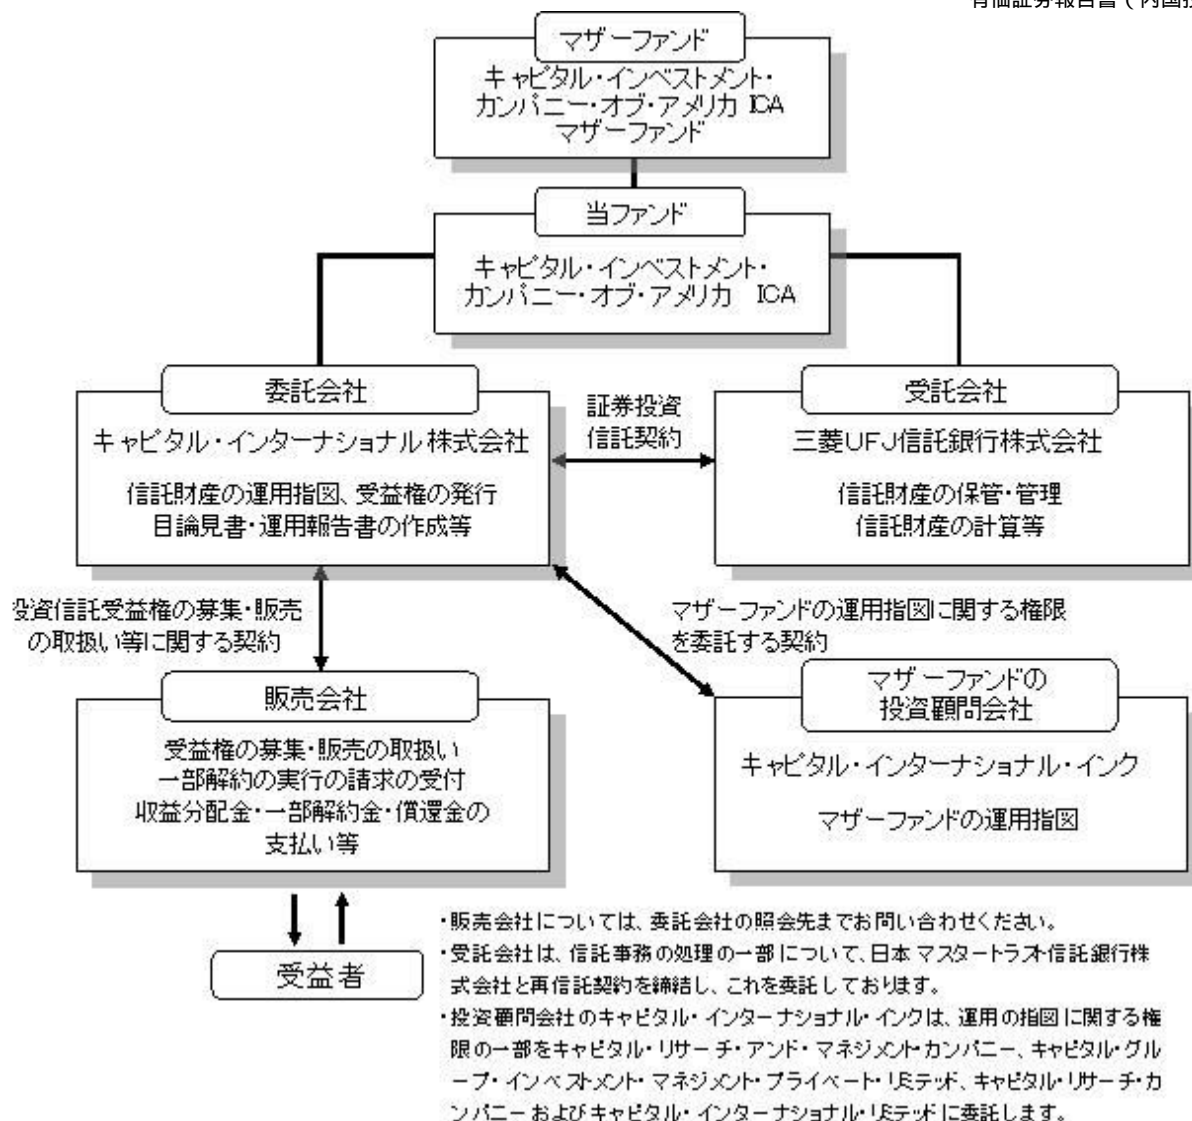 マザーファンド
キャピタル・インベストメント・
カンパニー・オブ・アメリカ ICA
マザーファンド
当ファンド
キャピタル・インベストメント・
カンパニー・オブ・アメリカ ICA
委託会社
キャピタル・インターナショナル 株式会社
信託財産の運用指図、受益権の発行
目論見書・運用報告書の作成等
証券投資
信託契約
受託会社
三菱UFJ信託銀行株式会社
信託財産の保管・管理
信託財産の計算等
投資信託受益権の募集・販売
の取扱い等に関する契約
マザーファンドの運用指図に関する権限
を委託する契約
販売会社
受益権の募集・販売の取扱い
一部解約の実行の請求の受付
収益分配金・一部解約金・償還金の
支払い等
マザーファンドの
投資顧問会社
キャピタル・インターナショナル・インク
マザーファンドの運用指図
受益者
・販売会社については、委託会社の照会先までお問い合わせください。
・受託会社は、信託事務の処理の一部について、日本マスタートラスト信託銀行株
式会社と再信託契約を締結し、これを委託しております。
・投資顧問会社のキャピタル・インターナショナル・インクは、運用の指図に関する権
限の一部をキャピタル・リサーチ・アンド・マネジメント・カンパニー、キャピタル・グル
ープ・インベストメント・マネジメント・プライベート・リミテッド、キャピタル・リサーチ・カ
ンパニーおよびキャピタル・インターナショナル・リミテッドに委託します。